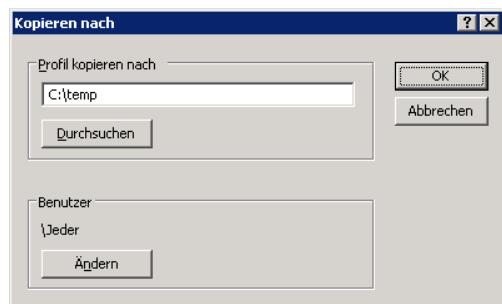 Kopieren nach
Profil kopieren nach
C:\temp
OK
Abbrechen
Durchsuchen
Benutzer
\Jeder
Ändern